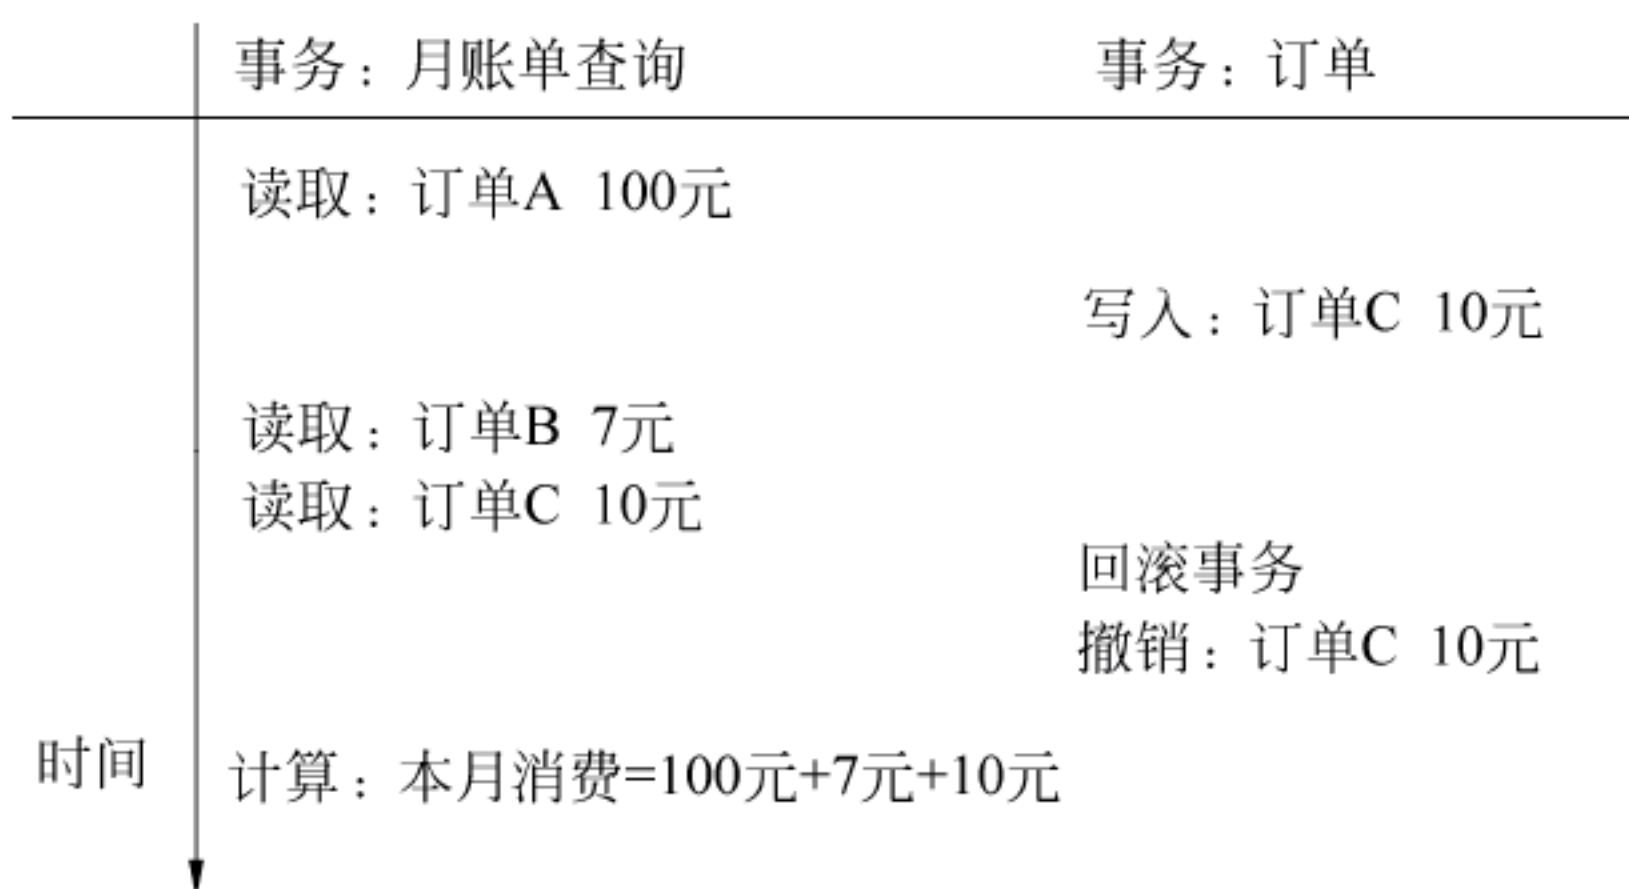 事务：月账单查询
事务：订单
读取：订单A 100元
写入：订单C 10元
读取：订单B 7元
读取：订单C 10元
回滚事务
撤销：订单C 10元
时间
计算：本月消费=100元+7元+10元